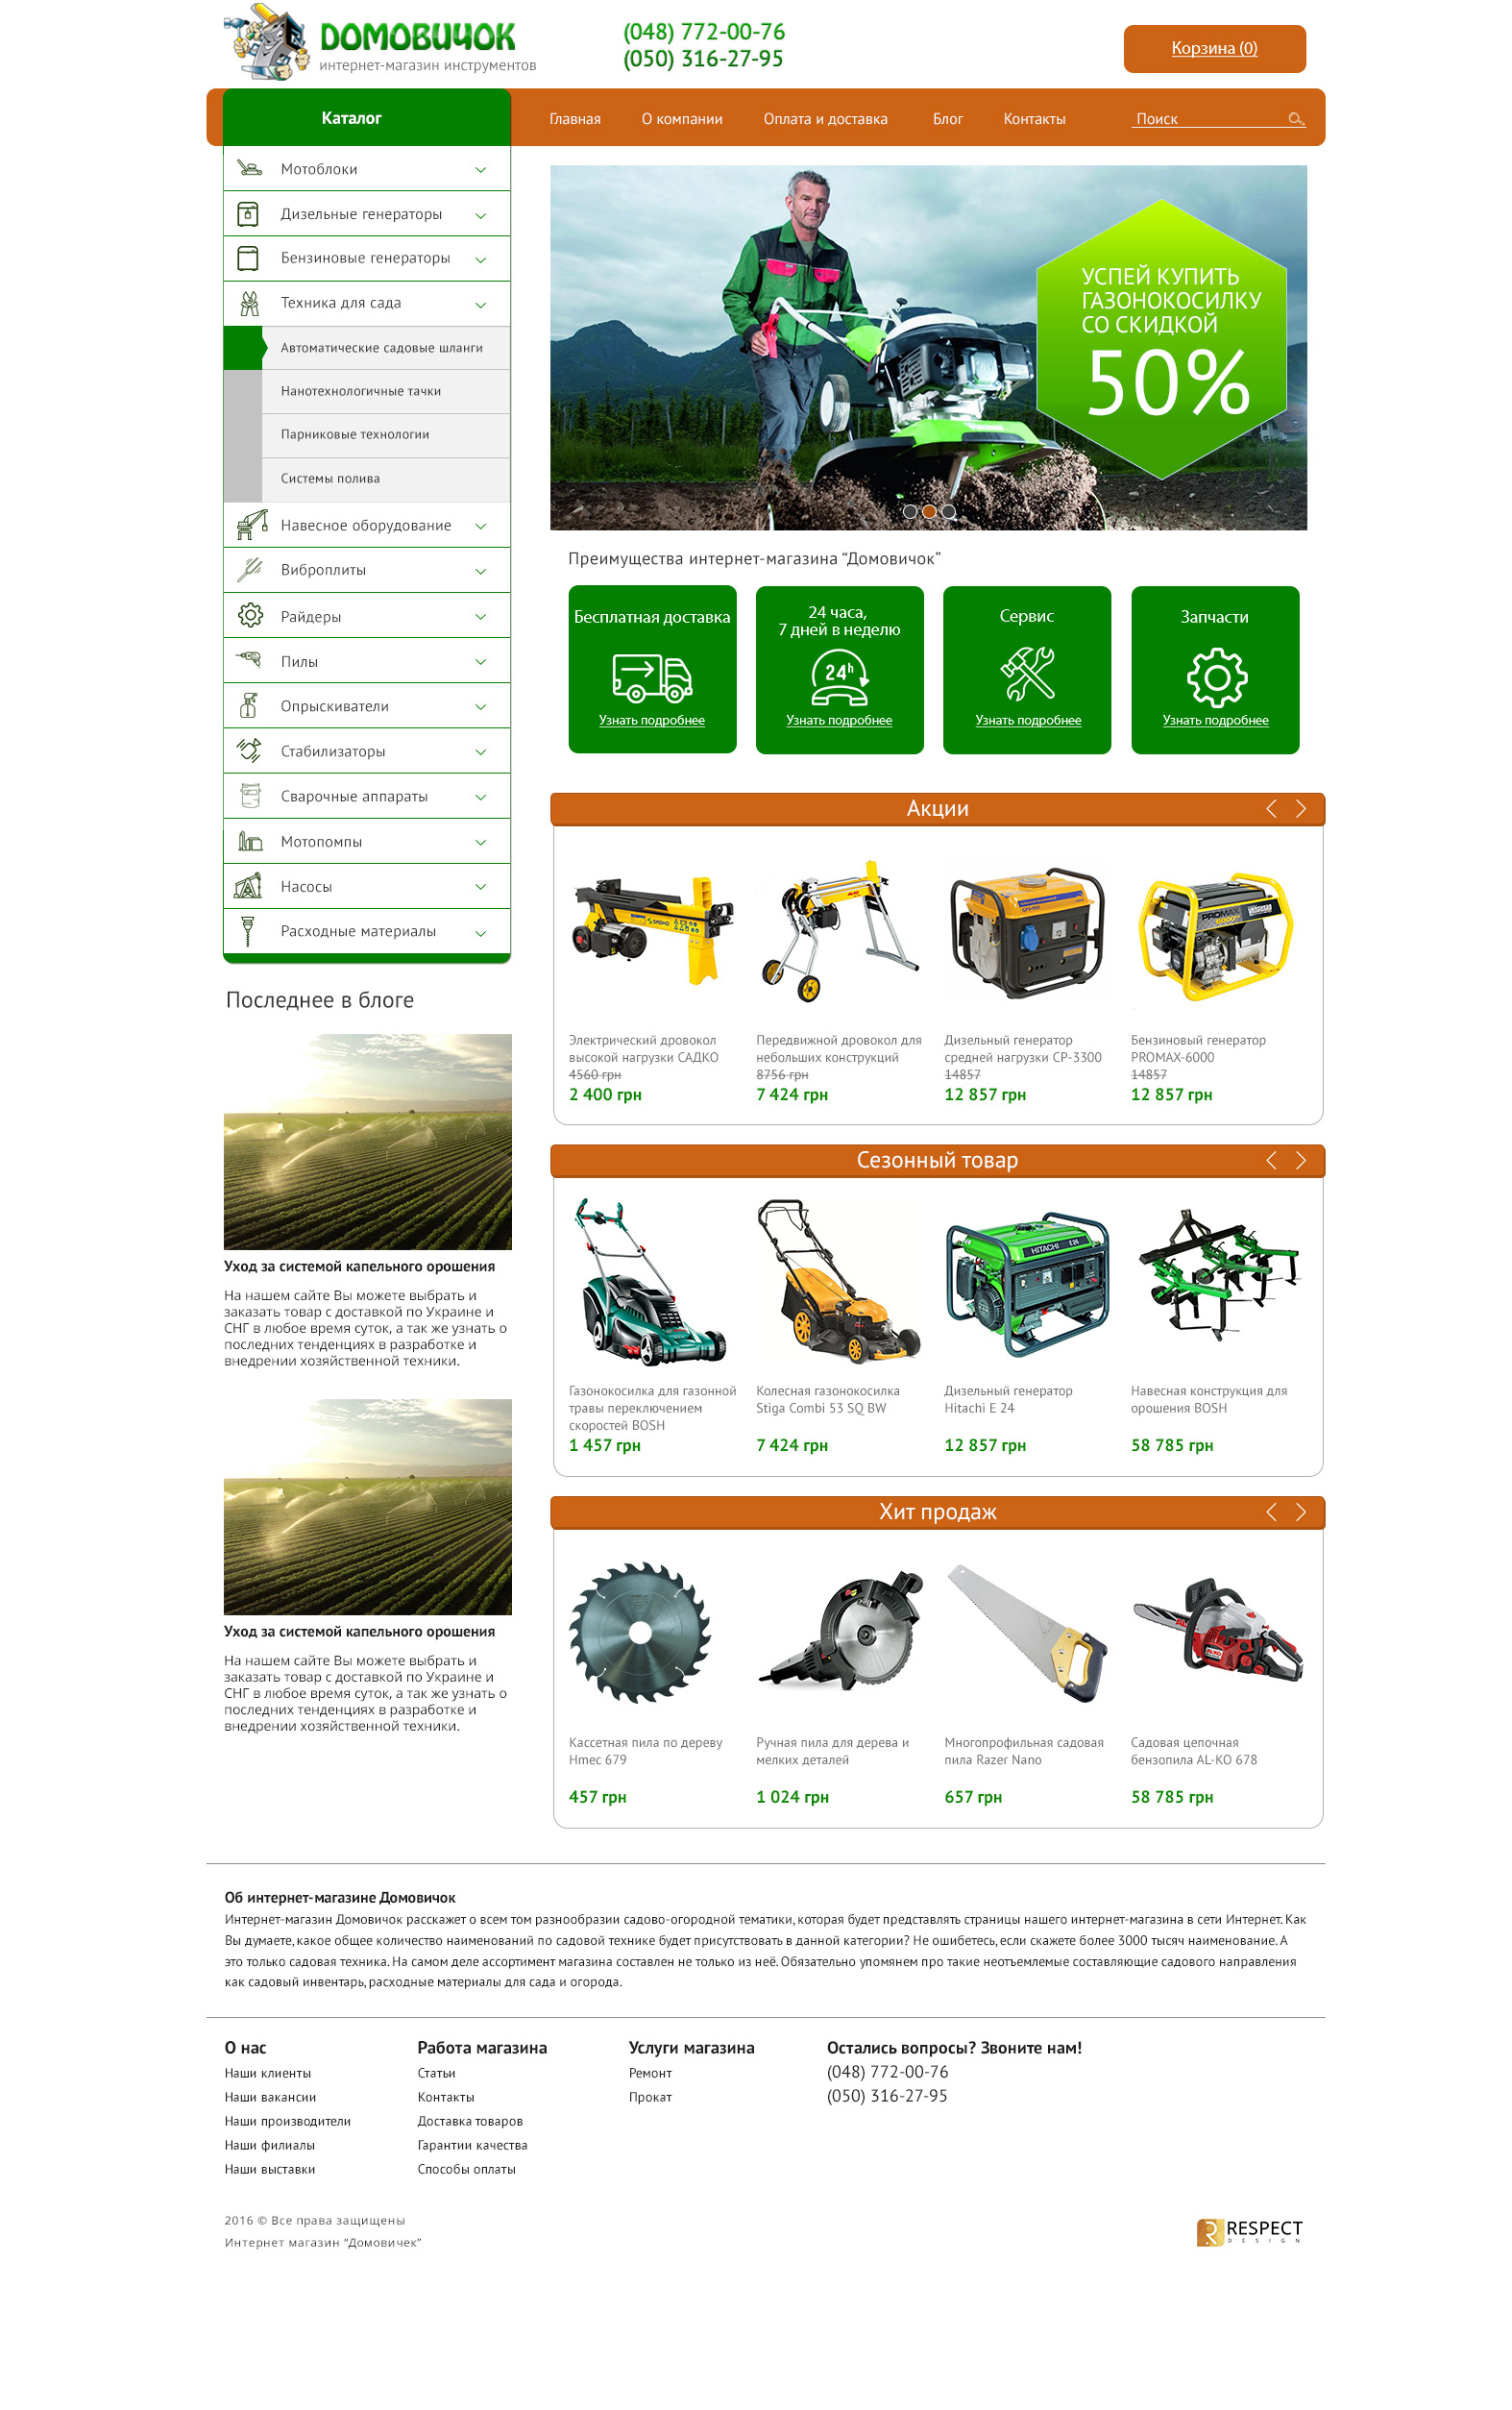 Домовичок
интернет-магазин инструментов
(048) 772-00-76
(050) 316-27-95
Корзина (0)
Каталог
Главная
О компании
Оплата и доставка
Блог
Контакты
Поиск
Мотоблоки
Дизельные генераторы
Бензиновые генераторы
Техника для сада
Автоматические садовые шланги
Нанотехнологичные тачки
Парниковые технологии
Системы полива
Навесное оборудование
Виброплиты
Райдеры
Пилы
Опрыскиватели
Стабилизаторы
Сварочные аппараты
Мотопомпы
Насосы
Расходные материалы
УСПЕЙ КУПИТЬ
ГАЗОНОКОСИЛКУ
СО СКИДКОЙ
50%
Преимущества интернет-магазина “Домовичок”
Бесплатная доставка
Узнать подробнее
24 часа,
7 дней в неделю
24h
Узнать подробнее
Сервис
Узнать подробнее
Запчасти
Узнать подробнее
Акции
Электрический дровокол
высокой нагрузки САДКО
4560 грн
2 400 грн
Передвижной дровокол для
небольших конструкций
8756 грн
7 424 грн
Дизельный генератор
средней нагрузки СР-3300
14857
12 857 грн
PROMAX
6000
Бензиновый генератор
PROMAX-6000
14857
12 857 грн
Сезонный товар
Газонокосилка для газонной
травы переключением
скоростей BOSH
1 457 грн
Колесная газонокосилка
Stiga Combi 53 SQ BW
7 424 грн
HITACHI
E 24
Дизельный генератор
Hitachi E 24
12 857 грн
Навесная конструкция для
орошения BOSH
58 785 грн
Хит продаж
Кассетная пила по дереву
Hmec 679
457 грн
Ручная пила для дерева и
мелких деталей
1 024 грн
Многопрофильная садовая
пила Razer Nano
657 грн
Садовая цепочная
бензопила AL-KO 678
58 785 грн
Последнее в блоге
Уход за системой капельного орошения
На нашем сайте Вы можете выбрать и
заказать товар с доставкой по Украине и
СНГ в любое время суток, а так же узнать о
последних тенденциях в разработке и
внедрении хозяйственной техники.
Уход за системой капельного орошения
На нашем сайте Вы можете выбрать и
заказать товар с доставкой по Украине и
СНГ в любое время суток, а так же узнать о
последних тенденциях в разработке и
внедрении хозяйственной техники.
Об интернет-магазине Домовичок
Интернет-магазин Домовичок расскажет о всем том разнообразии садово-огородной тематики, которая будет представлять страницы нашего интернет-магазина в сети Интернет. Как
Вы думаете, какое общее количество наименований по садовой технике будет присутствовать в данной категории? Не ошибетесь, если скажете более 3000 тысяч наименование. А
это только садовая техника. На самом деле ассортимент магазина составлен не только из неё. Обязательно упомянем про такие неотъемлемые составляющие садового направления
как садовый инвентарь, расходные материалы для сада и огорода.
О нас
Наши клиенты
Наши вакансии
Наши производители
Наши филиалы
Наши выставки
Работа магазина
Статьи
Контакты
Доставка товаров
Гарантии качества
Способы оплаты
Услуги магазина
Ремонт
Прокат
Остались вопросы? Звоните нам!
(048) 772-00-76
(050) 316-27-95
2016 © Все права защищены
Интернет магазин “Домовичек”
RESPECT
DESIGN